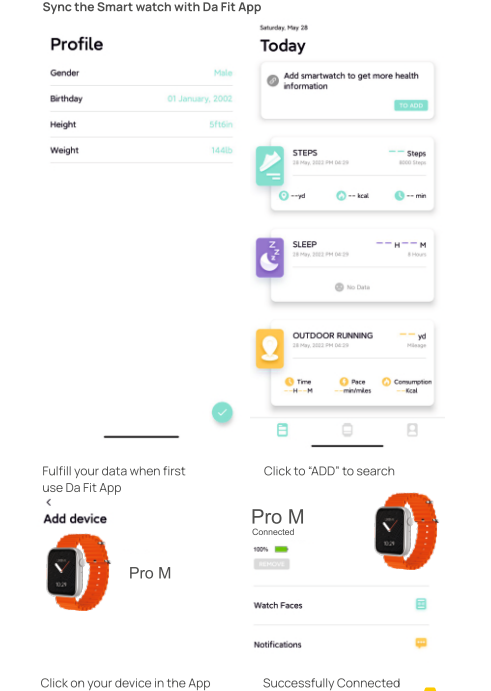 Sync the Smart watch with Da Fit App
Profile
Gender Male
Birthday 01 January, 2002
Height 5ft6in
Weight 144lb
Fulfill your data when first
use Da Fit App
Saturday, May 28
Today
Add smartwatch to get more health
information
TO ADD
STEPS -- Steps
28 May, 2022 PM 04:29 8000 Steps
--yd -- kcal -- min
SLEEP -- H -- M
28 May, 2022 PM 04:29 8 Hours
No Data
OUTDOOR RUNNING -- yd
28 May, 2022 PM 04:29 Mileage
Time Pace Consumption
--H--M --min/miles --Kcal
Click to “ADD” to search
Add device
10:29
Pro M
Click on your device in the App
Pro M
Connected
100%
REMOVE
10:29
Watch Faces
Notifications
Successfully Connected